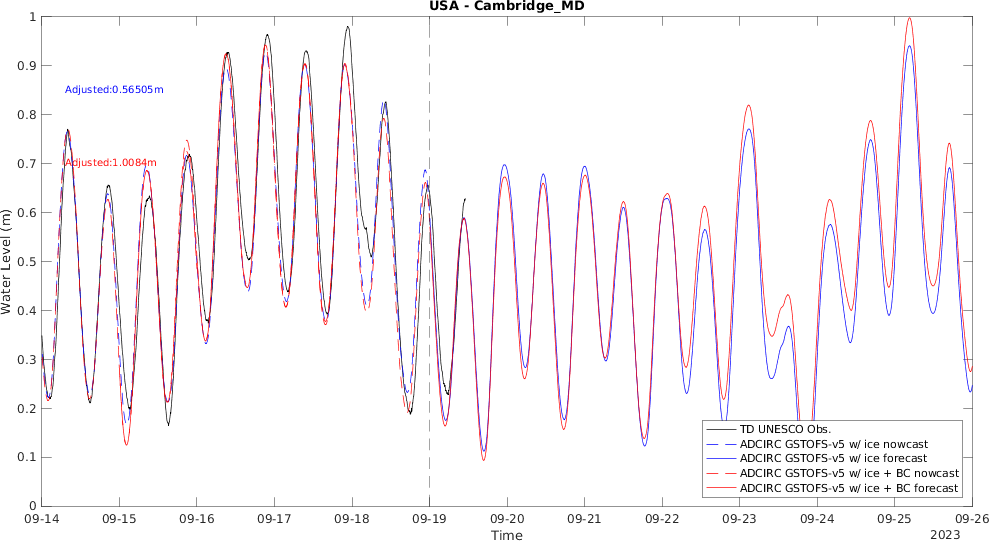 USA - Cambridge_MD
1
0.9
Adjusted:0.56505m
0.8
0.7
Adjusted:1.0084m
0.6
0.5
0.4
0.3
0.2
0.1
0
Water Level (m)
TD UNESCO Obs.
ADCIRC GSTOFS-v5 w/ ice nowcast
ADCIRC GSTOFS-v5 w/ ice forecast
ADCIRC GSTOFS-v5 w/ ice + BC nowcast
ADCIRC GSTOFS-v5 w/ ice + BC forecast
09-14 09-15 09-16 09-17 09-18 09-19 09-20 09-21 09-22 09-23 09-24 09-25 09-26
Time
2023